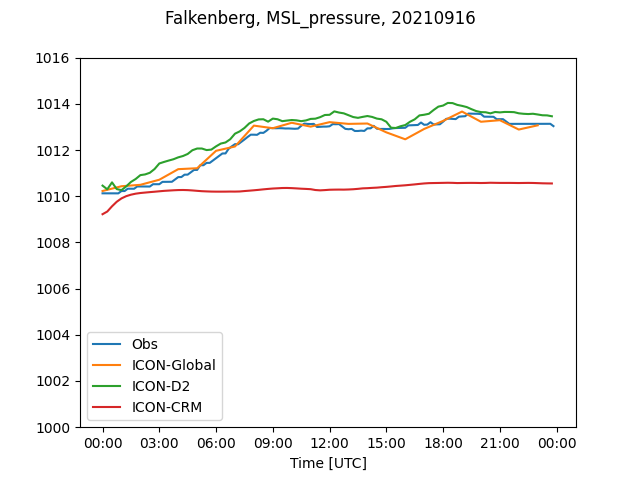 Falkenberg, MSL_pressure, 20210916
1016
1014
1012
1010
1008
1006
1004
1002
1000
Obs
ICON-Global
ICON-D2
ICON-CRM
00:00 03:00 06:00 09:00 12:00 15:00 18:00 21:00 00:00
Time [UTC]